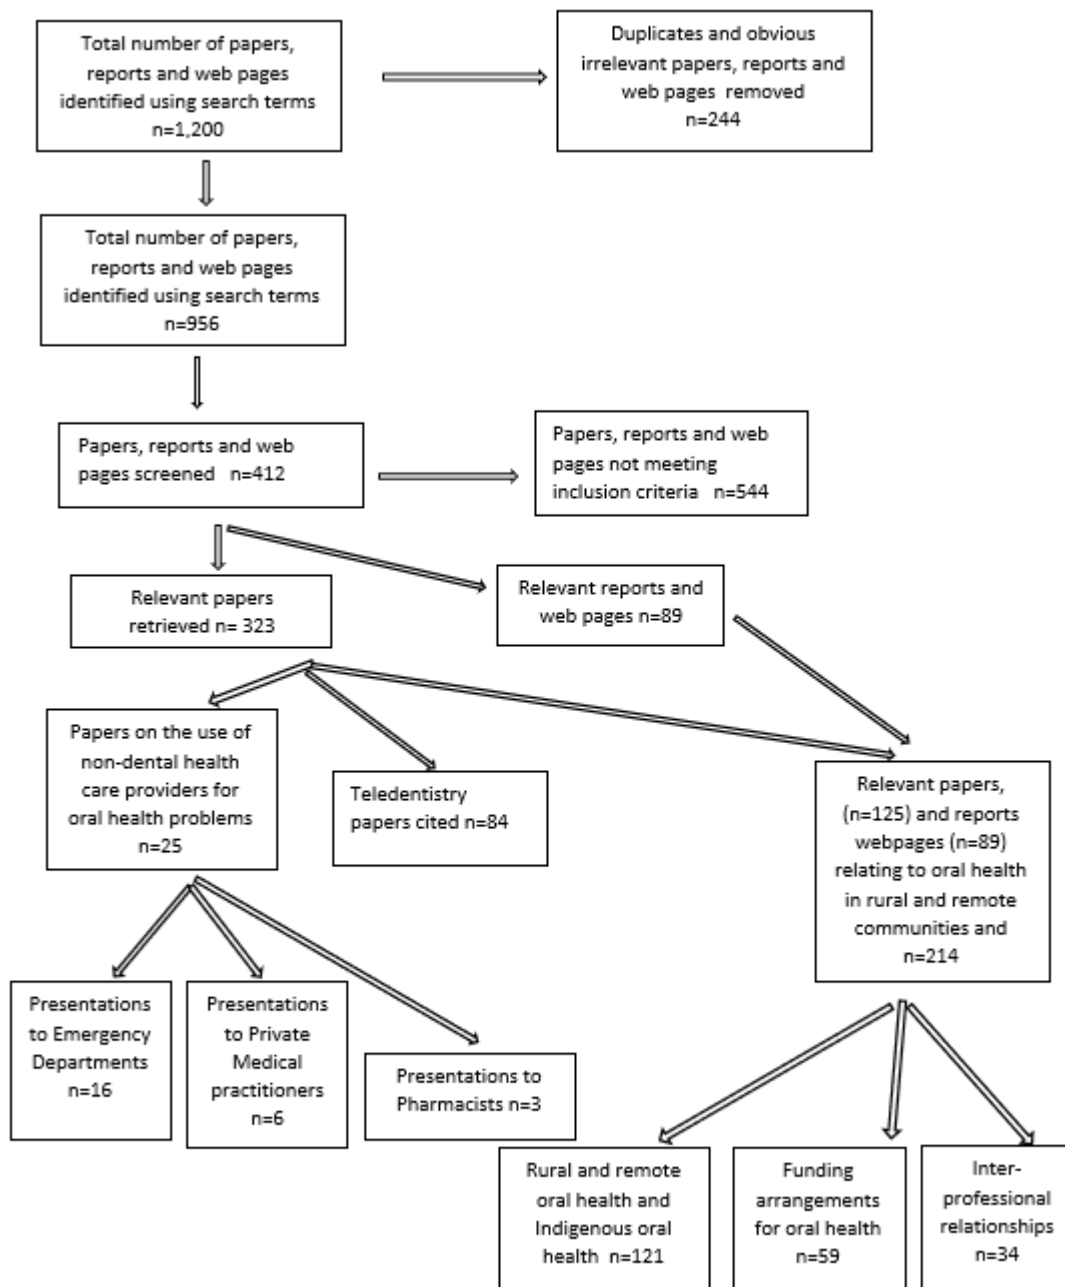 Total number of papers,
reports and web pages
identified using search terms
n=1,200
Duplicates and obvious
irrelevant papers, reports and
web pages  removed
n=244
Total number of papers,
reports and web pages
identified using search terms
n=956
Papers, reports and web
pages screened   n=412
Papers, reports and web
pages not meeting
inclusion criteria   n=544
Relevant papers
retrieved n= 323
Relevant reports and
web pages n=89
Papers on the use of
non-dental health
care providers for
oral health problems
n=25
Teledentistry
papers cited n=84
Relevant papers,
(n=125) and reports
webpages (n=89)
relating to oral health
in rural and remote
communities and
n=214
Presentations
to Emergency
Departments
n=16
Presentations
to Private
Medical
practitioners
n=6
Presentations to
Pharmacists n=3
Rural and remote
oral health and
Indigenous oral
health  n=121
Funding
arrangements
for oral health
n=59
Inter-
professional
relationships
n=34